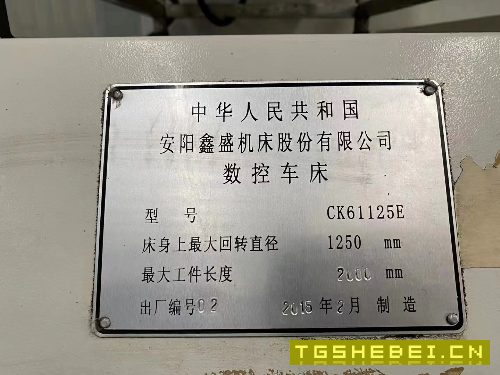 中华人民共和国
安阳鑫盛机床股份有限公司
数控车床
型 号 CK61125E
床身上最大回转直径 1250 mm
最大工件长度 2000 mm
出厂编号02 2015年2月 制造
TGSHEBEI.CN